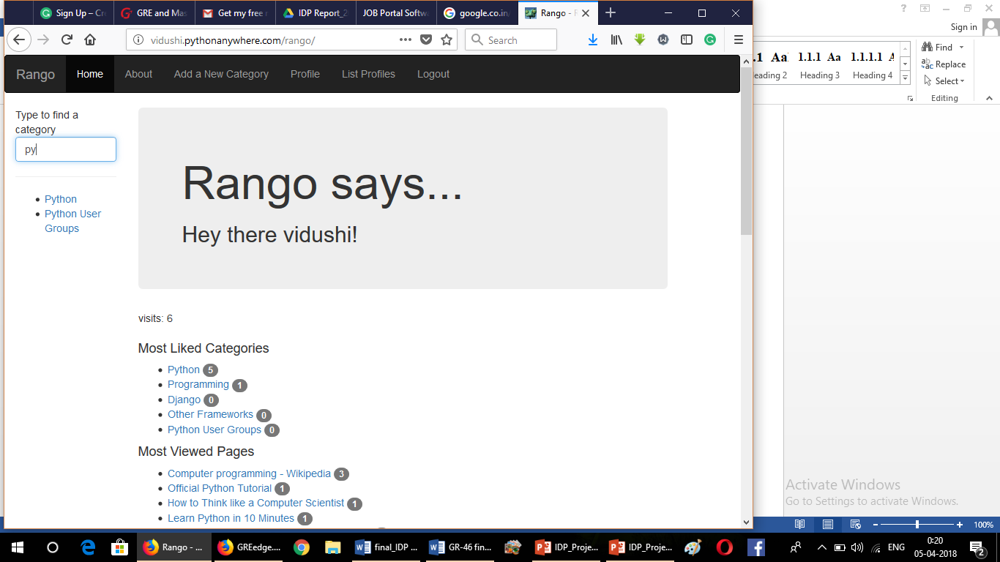 Sign Up – Cre
GRE and Mas
Get my free r
IDP Report_2
JOB Portal Softwa
google.co.in/
Rango - R
vidushi.pythonanywhere.com/rango/
Search
Rango
Home
About
Add a New Category
Profile
List Profiles
Logout
Type to find a
category
py
Python
Python User
Groups
Rango says...
Hey there vidushi!
visits: 6
Most Liked Categories
Python 5
Programming 1
Django 0
Other Frameworks 0
Python User Groups 0
Most Viewed Pages
Computer programming - Wikipedia 3
Official Python Tutorial 1
How to Think like a Computer Scientist 1
Learn Python in 10 Minutes 1
Sign in
.1 Aa
1.1.1 Aa
1.1.1.1 A
eading 2
Heading 3
Heading 4
Find
Replace
Select
Editing
Activate Windows
Go to Settings to activate Windows.
100%
Rango - ...
GREedge....
final_IDP ...
GR-46 fin...
IDP_Proje...
IDP_Proje...
ENG
0:20
05-04-2018
2